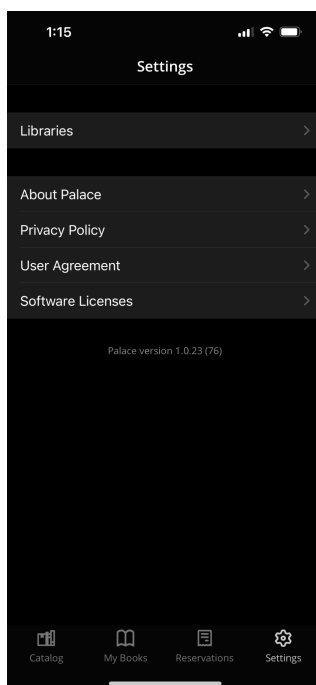 1:15
Settings
Libraries
About Palace
Privacy Policy
User Agreement
Software Licenses
Palace version 1.0.23 (76)
Catalog My Books Reservations Settings